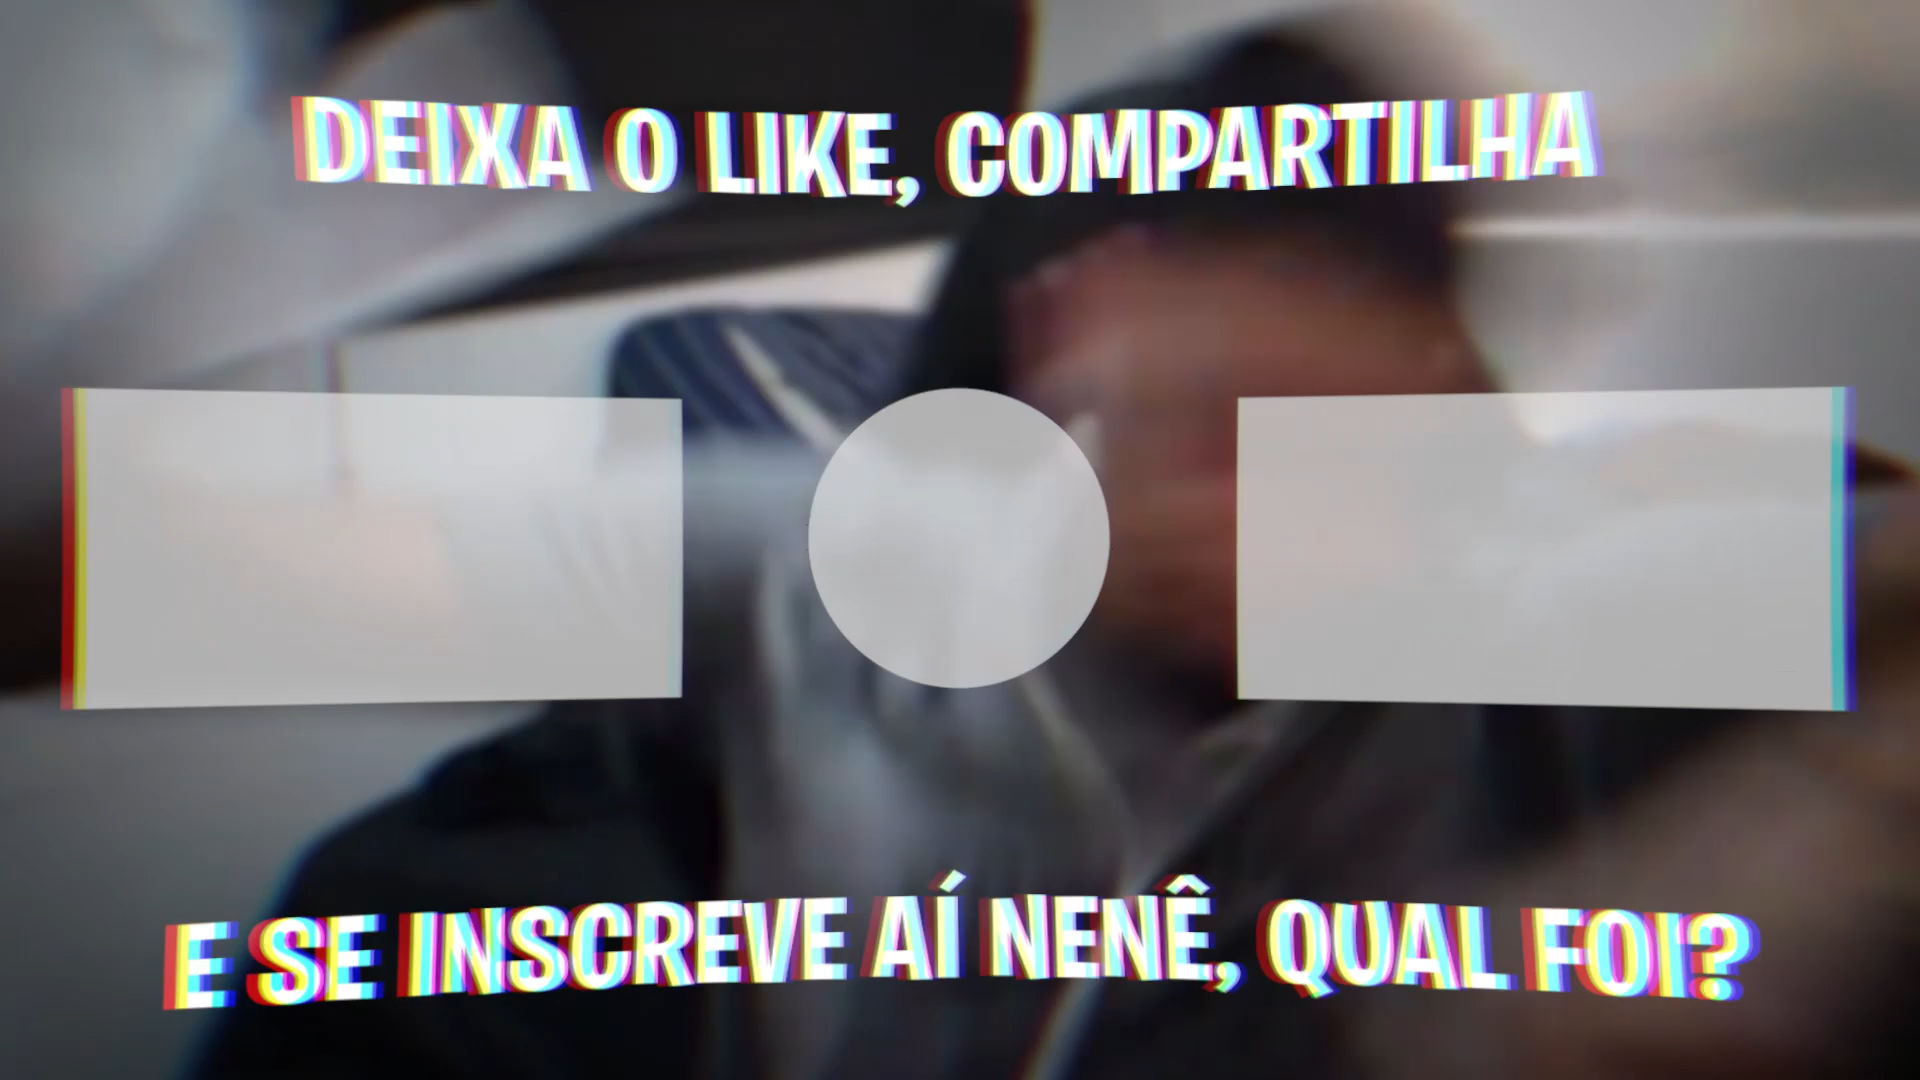 DEIXA O LIKE, COMPARTILHA
E SE INSCREVE AÍ NENÊ, QUAL FOI?